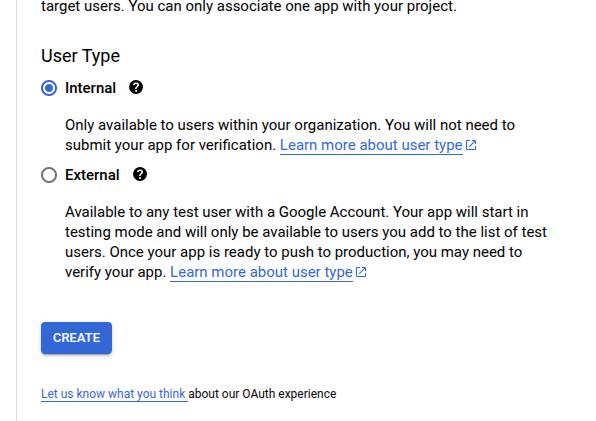 target users. You can only associate one app with your project.
User Type
Internal ?
Only available to users within your organization. You will not need to
submit your app for verification. Learn more about user type
External ?
Available to any test user with a Google Account. Your app will start in
testing mode and will only be available to users you add to the list of test
users. Once your app is ready to push to production, you may need to
verify your app. Learn more about user type
CREATE
Let us know what you think about our OAuth experience